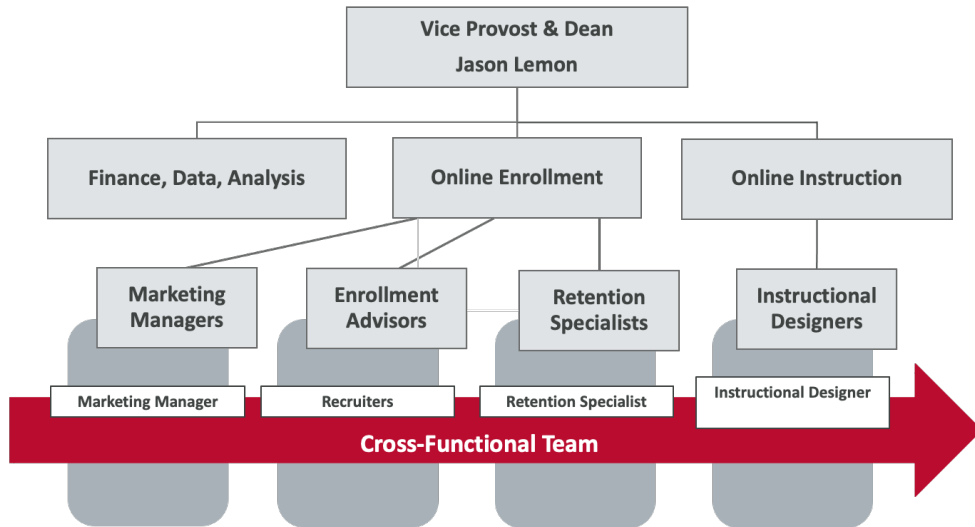 Vice Provost & Dean
Jason Lemon
Finance, Data, Analysis
Online Enrollment
Online Instruction
Marketing
Managers
Enrollment
Advisors
Retention
Specialists
Instructional
Designers
Marketing Manager
Recruiters
Retention Specialist
Instructional Designer
Cross-Functional Team